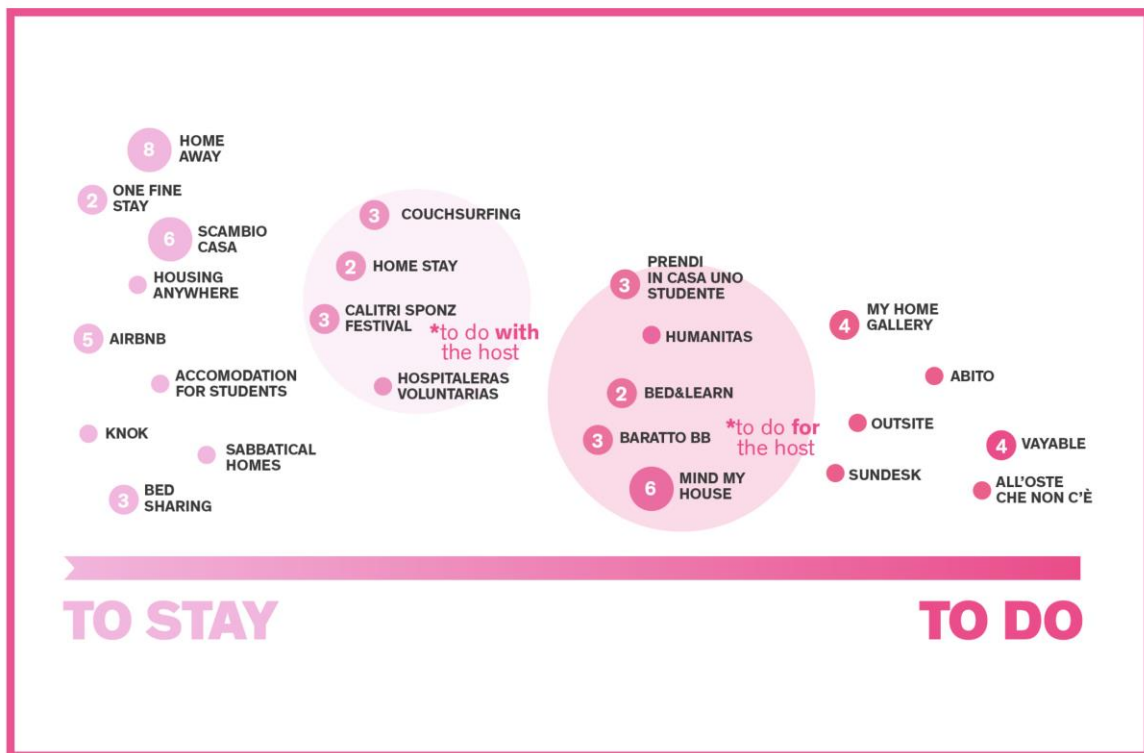 8
HOME
AWAY
2
ONE FINE
STAY
6
SCAMBIO
CASA
HOUSING
ANYWHERE
5
AIRBNB
ACCOMODATION
FOR STUDENTS
KNOK
SABBATICAL
HOMES
3
BED
SHARING
3
COUCHSURFING
2
HOME STAY
3
CALITRI SPONZ
FESTIVAL
*to do with
the host
HOSPITALERAS
VOLUNTARIAS
3
PRENDI
IN CASA UNO
STUDENTE
HUMANITAS
2
BED&LEARN
3
BARATTO BB
*to do for
the host
6
MIND MY
HOUSE
4
MY HOME
GALLERY
ABITO
OUTSITE
SUNDESK
4
VAYABLE
ALL'OSTE
CHE NON C'È
TO STAY
TO DO